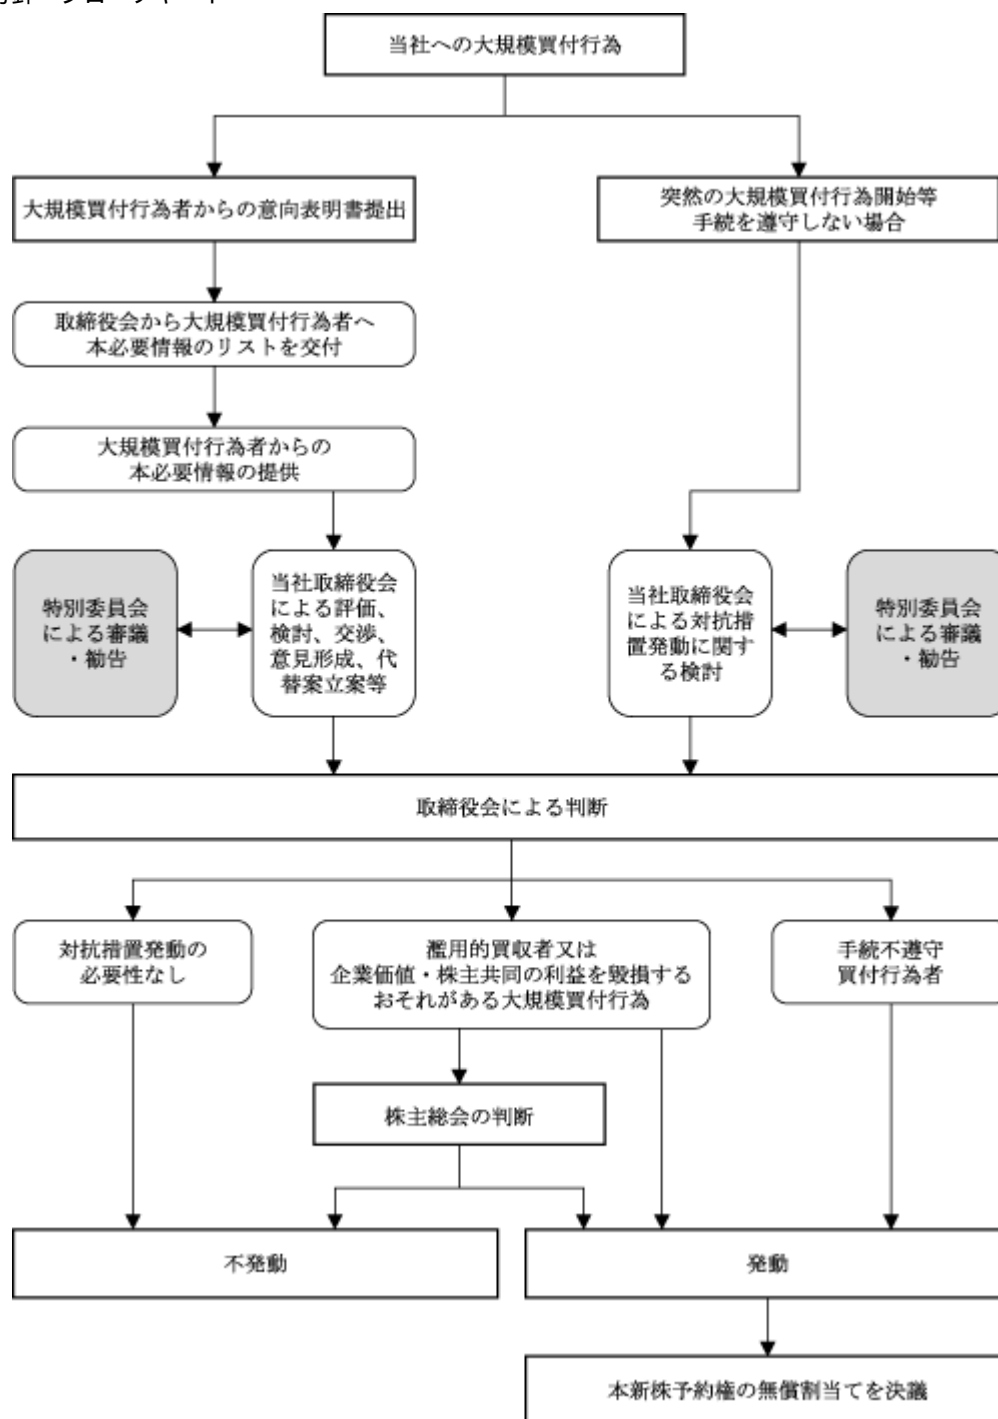 当社への大規模買付行為
大規模買付行為者からの意向表明書提出
突然の大規模買付行為開始等
手続を遵守しない場合
取締役会から大規模買付行為者へ
本必要情報のリストを交付
大規模買付行為者からの
本必要情報の提供
特別委員会
による審議
・勧告
当社取締役会
による評価、
検討、交渉、
意見形成、代
替案立案等
当社取締役会
による対抗措
置発動に関す
る検討
特別委員会
による審議
・勧告
取締役会による判断
対抗措置発動の
必要性なし
濫用的買収者又は
企業価値・株主共同の利益を毀損する
おそれがある大規模買付行為
手続不遵守
買付行為者
株主総会の判断
不発動
発動
本新株予約権の無償割当てを決議